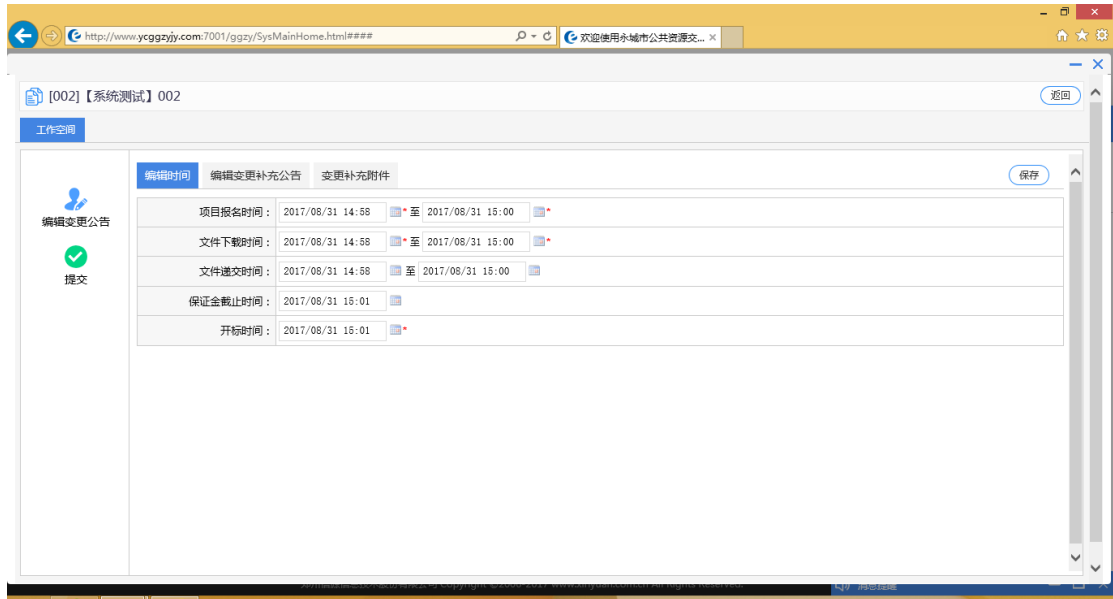 http://www.ycggzyjy.com:7001/ggzy/SysMainHome.html####
欢迎使用永城市公共资源交... ×
[002]【系统测试】002
返回
工作空间
编辑时间 编辑变更补充公告 变更补充附件
保存
编辑变更公告
提交
项目报名时间： 2017/08/31 14:58 * 至 2017/08/31 15:00 *
文件下载时间： 2017/08/31 14:58 * 至 2017/08/31 15:00 *
文件递交时间： 2017/08/31 14:58 至 2017/08/31 15:00
保证金截止时间： 2017/08/31 15:01
开标时间： 2017/08/31 15:01 *